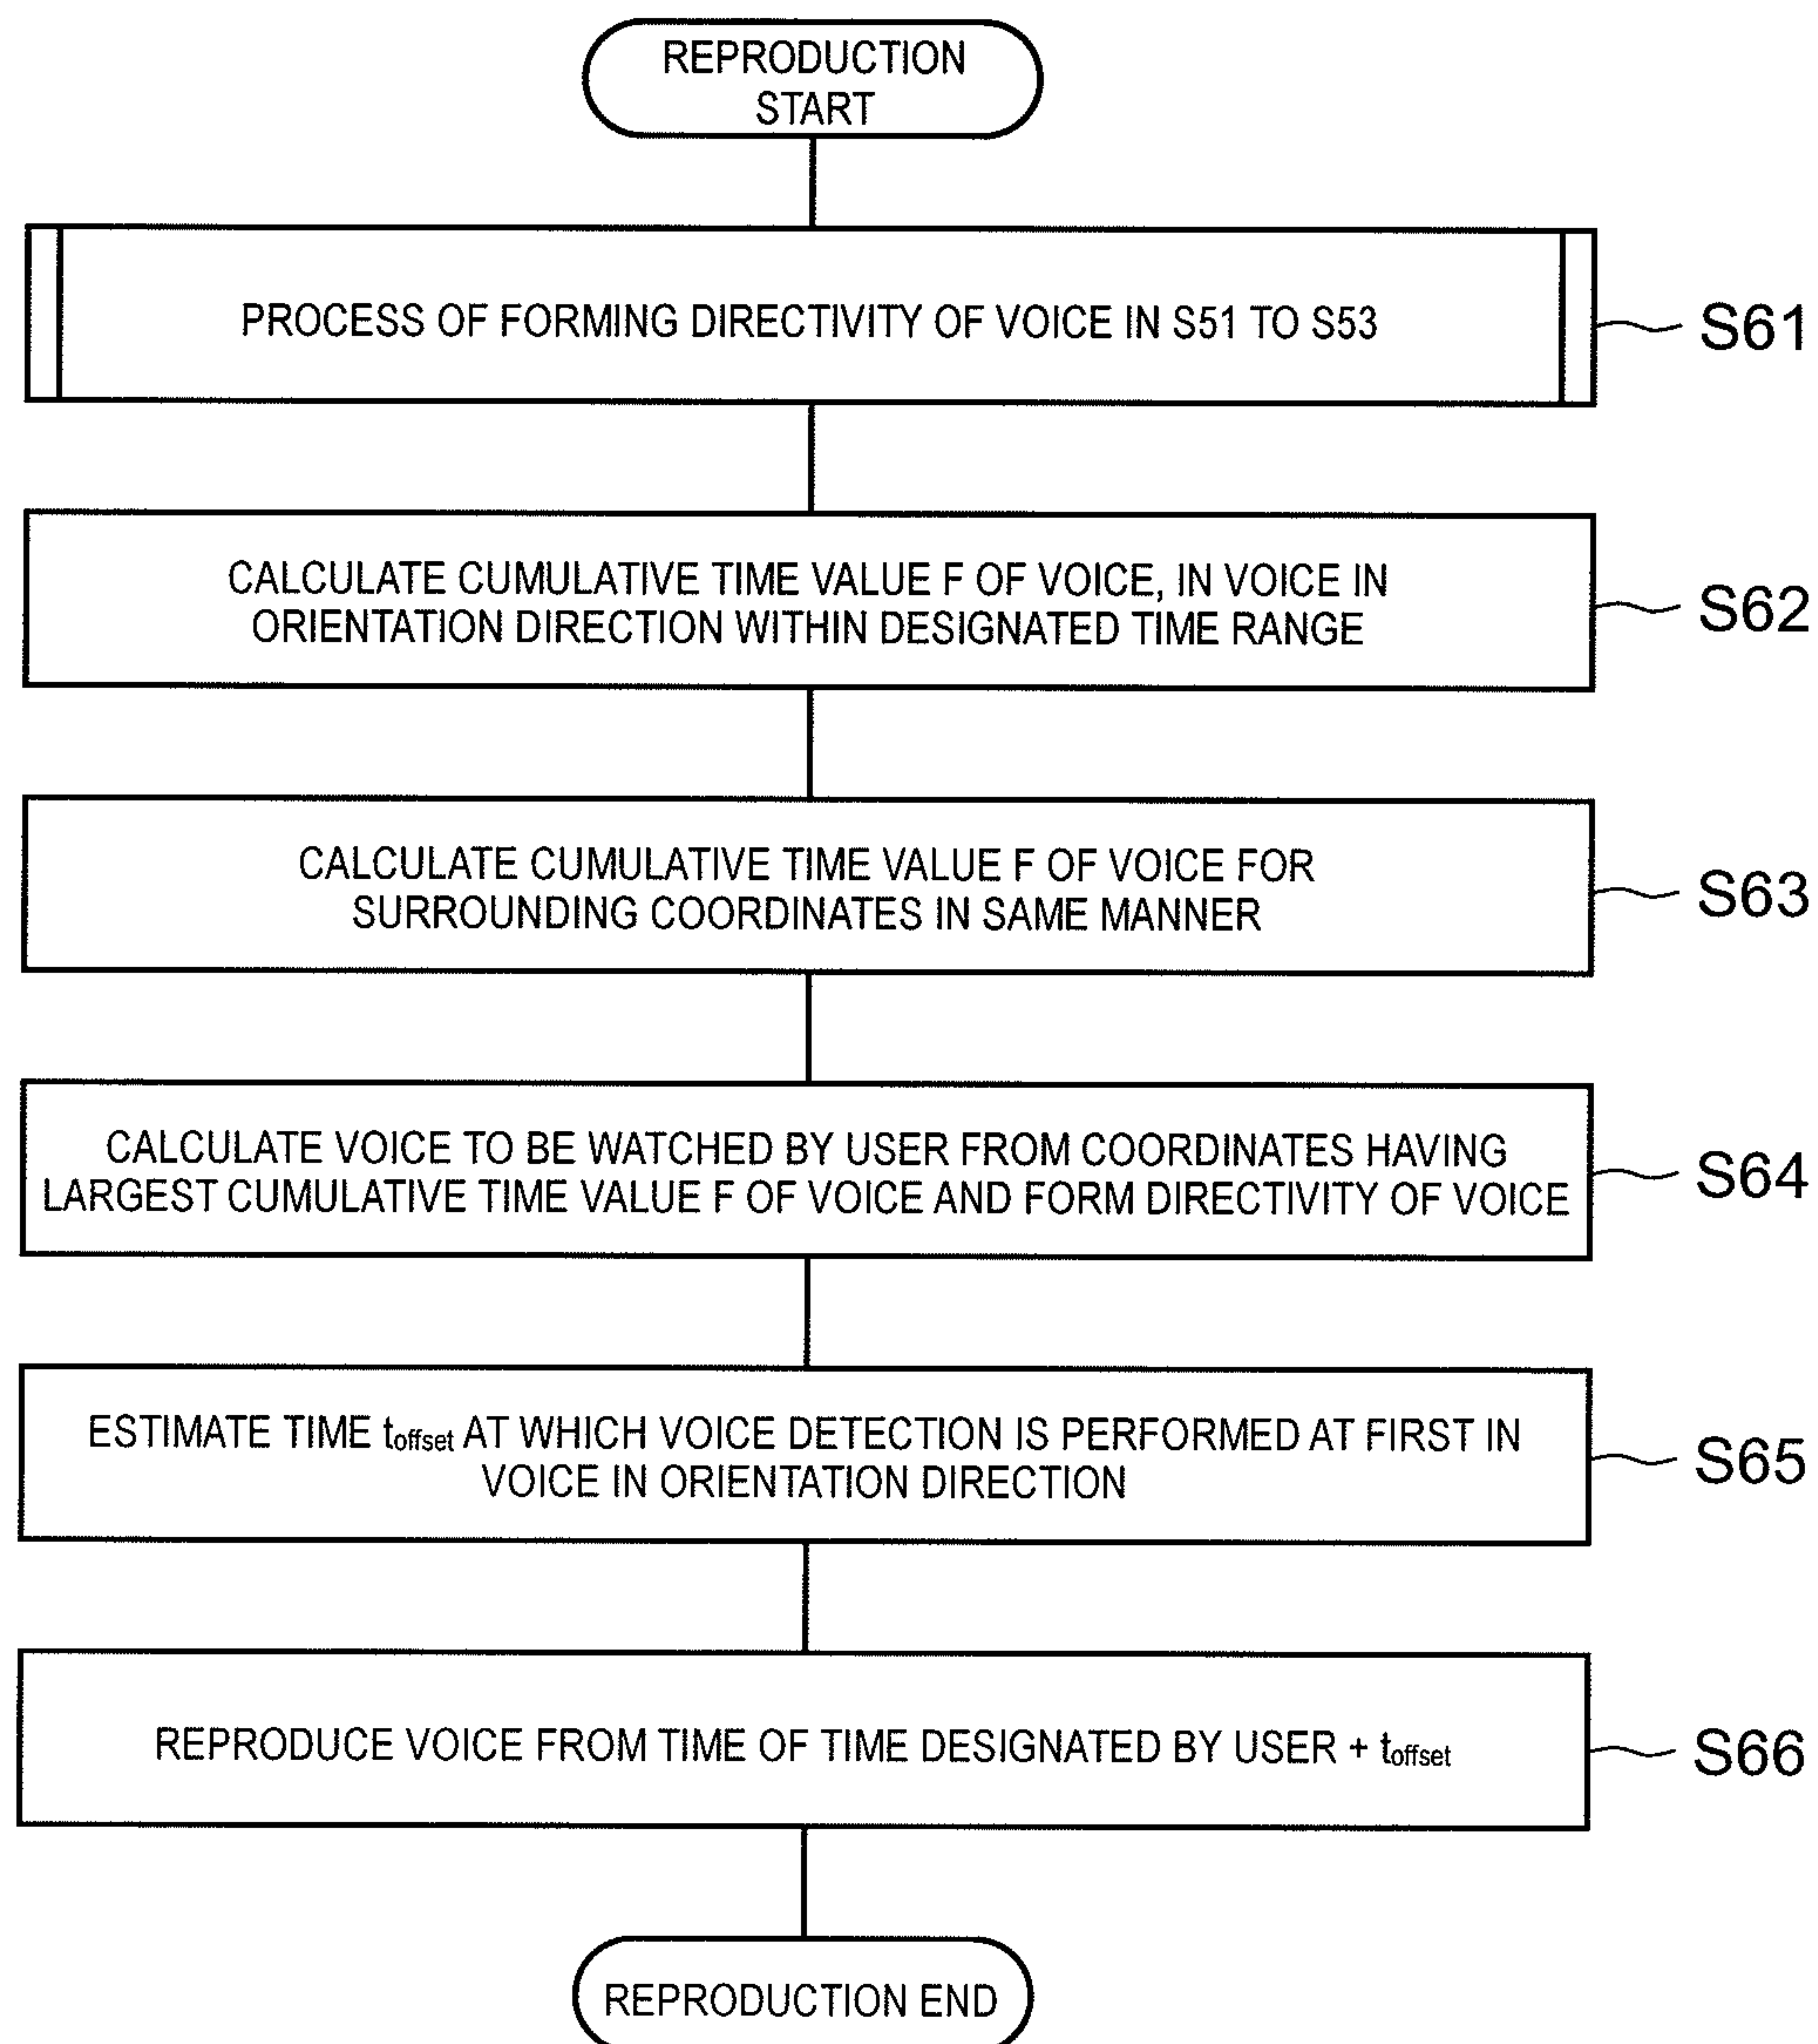 REPRODUCTION
START
PROCESS OF FORMING DIRECTIVITY OF VOICE IN S51 TO S53
S61
CALCULATE CUMULATIVE TIME VALUE F OF VOICE, IN VOICE IN
ORIENTATION DIRECTION WITHIN DESIGNATED TIME RANGE
S62
CALCULATE CUMULATIVE TIME VALUE F OF VOICE FOR
SURROUNDING COORDINATES IN SAME MANNER
S63
CALCULATE VOICE TO BE WATCHED BY USER FROM COORDINATES HAVING
LARGEST CUMULATIVE TIME VALUE F OF VOICE AND FORM DIRECTIVITY OF VOICE
S64
ESTIMATE TIME toffset AT WHICH VOICE DETECTION IS PERFORMED AT FIRST IN
VOICE IN ORIENTATION DIRECTION
S65
REPRODUCE VOICE FROM TIME OF TIME DESIGNATED BY USER + toffset
S66
REPRODUCTION END